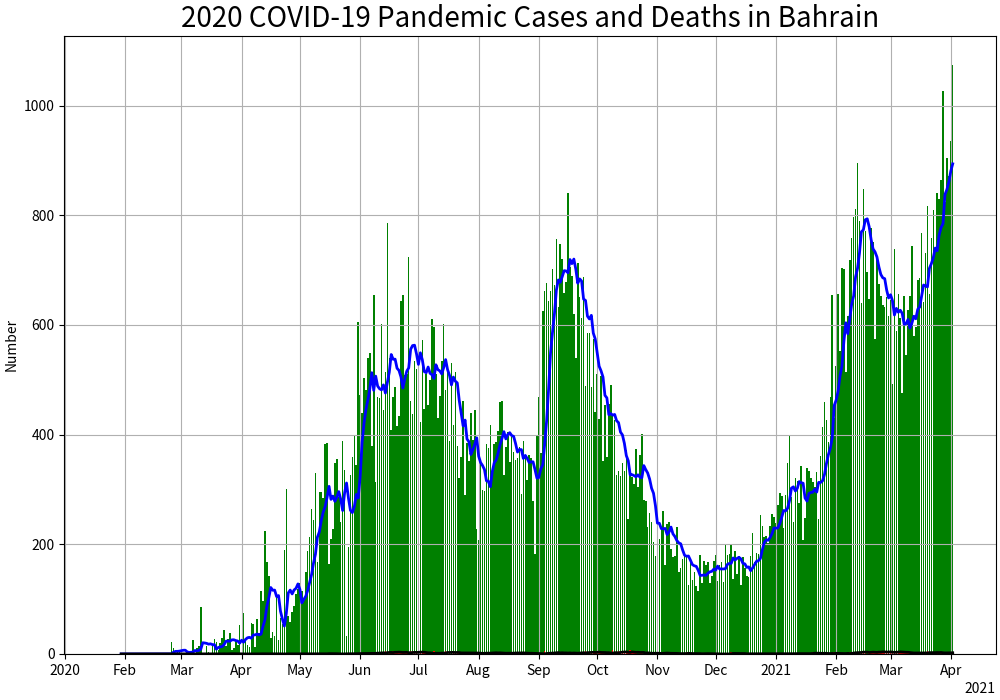 2020 COVID-19 Pandemic Cases and Deaths in Bahrain
Number
1000
800
600
400
200
0
2020 Feb Mar Apr May Jun Jul Aug Sep Oct Nov Dec 2021 Feb Mar Apr
2021